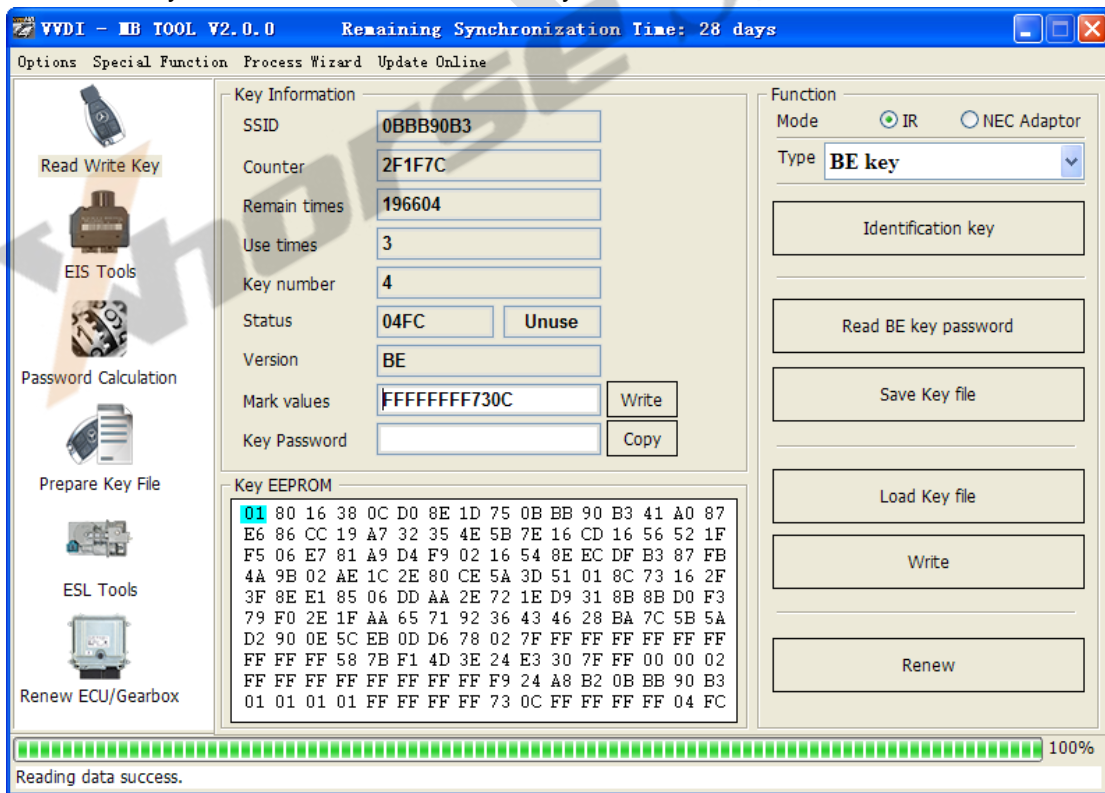 VVDI - MB TOOL V2.0.0 Remaining Synchronization Time: 28 days
Options Special Function Process Wizard Update Online
Read Write Key
EIS Tools
Password Calculation
Prepare Key File
ESL Tools
Renew ECU/Gearbox
Key Information
SSID 0BBB90B3
Counter 2F1F7C
Remain times 196604
Use times 3
Key number 4
Status 04FC Unuse
Version BE
Mark values FFFFFFFF730C Write
Key Password Copy
Key EEPROM
01 80 16 38 0C D0 8E 1D 75 0B BB 90 B3 41 A0 87
E6 86 CC 19 A7 32 35 4E 5B 7E 16 CD 16 56 52 1F
F5 06 E7 81 A9 D4 F9 02 16 54 8E EC DF B3 87 FB
4A 9B 02 AE 1C 2E 80 CE 5A 3D 51 01 8C 73 16 2F
3F 8E E1 85 06 DD AA 2E 72 1E D9 31 8B 8B D0 F3
79 F0 2E 1F AA 65 71 92 36 43 46 28 BA 7C 5B 5A
D2 90 0E 5C EB 0D D6 78 02 7F FF FF FF FF FF FF
FF FF FF 58 7B F1 4D 3E 24 E3 30 7F FF 00 00 02
FF FF FF FF FF FF FF FF F9 24 A8 B2 0B BB 90 B3
01 01 01 01 FF FF FF FF 73 0C FF FF FF FF 04 FC
Function
Mode IR NEC Adaptor
Type BE key
Identification key
Read BE key password
Save Key file
Load Key file
Write
Renew
100%
Reading data success.